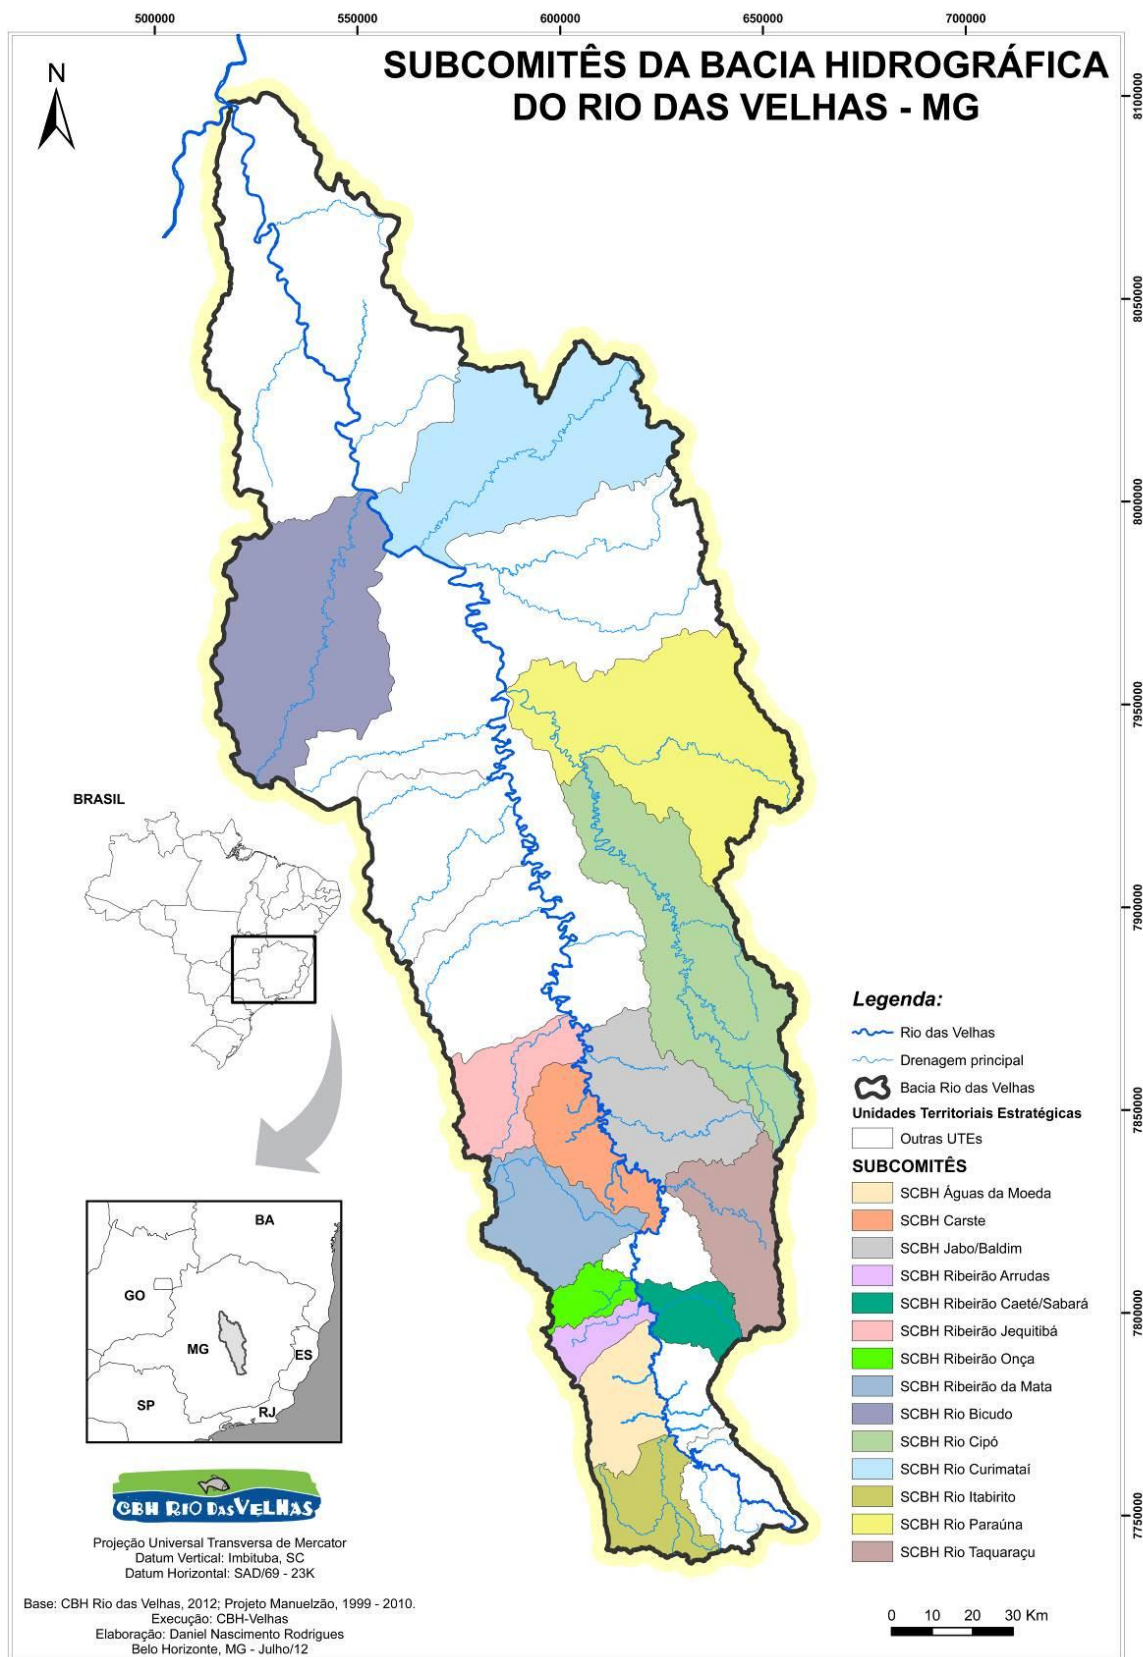 500000 550000 600000 650000 700000
SUBCOMITÊS DA BACIA HIDROGRÁFICA
DO RIO DAS VELHAS - MG
N
8100000
8050000
8000000
7950000
7900000
7850000
7800000
7750000
BRASIL
BA
GO
MG
ES
SP
RJ
CBH RIO DAS VELHAS
Projeção Universal Transversa de Mercator
Datum Vertical: Imbituba, SC
Datum Horizontal: SAD/69 - 23K
Base: CBH Rio das Velhas, 2012; Projeto Manuelzão, 1999 - 2010.
Execução: CBH-Velhas
Elaboração: Daniel Nascimento Rodrigues
Belo Horizonte, MG - Julho/12
Legenda:
Rio das Velhas
Drenagem principal
Bacia Rio das Velhas
Unidades Territoriais Estratégicas
Outras UTEs
SUBCOMITÊS
SCBH Águas da Moeda
SCBH Carste
SCBH Jabo/Baldim
SCBH Ribeirão Arrudas
SCBH Ribeirão Caeté/Sabará
SCBH Ribeirão Jequitibá
SCBH Ribeirão Onça
SCBH Ribeirão da Mata
SCBH Rio Bicudo
SCBH Rio Cipó
SCBH Rio Curimataí
SCBH Rio Itabirito
SCBH Rio Paraúna
SCBH Rio Taquaraçu
0 10 20 30 Km